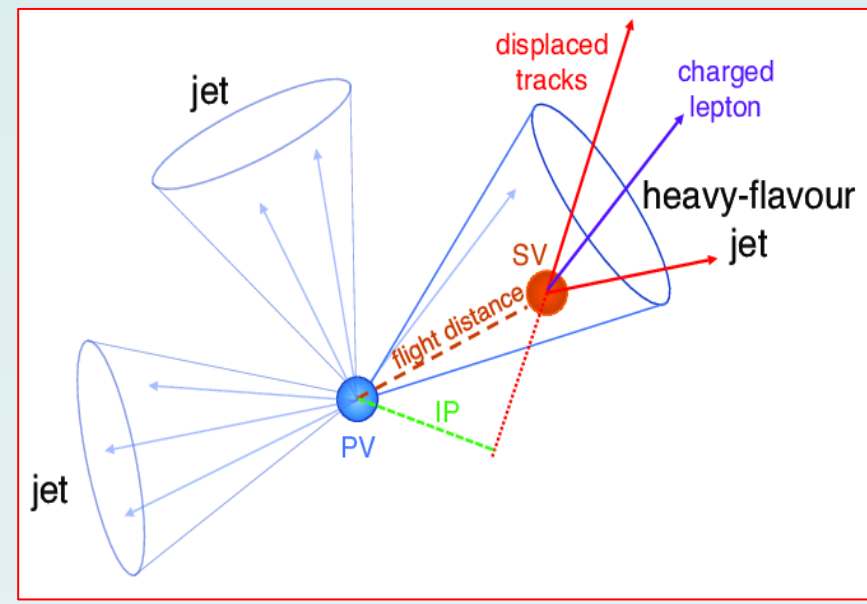 displaced
tracks
charged
lepton
jet
heavy-flavour
jet
SV
flight distance
IP
PV
jet